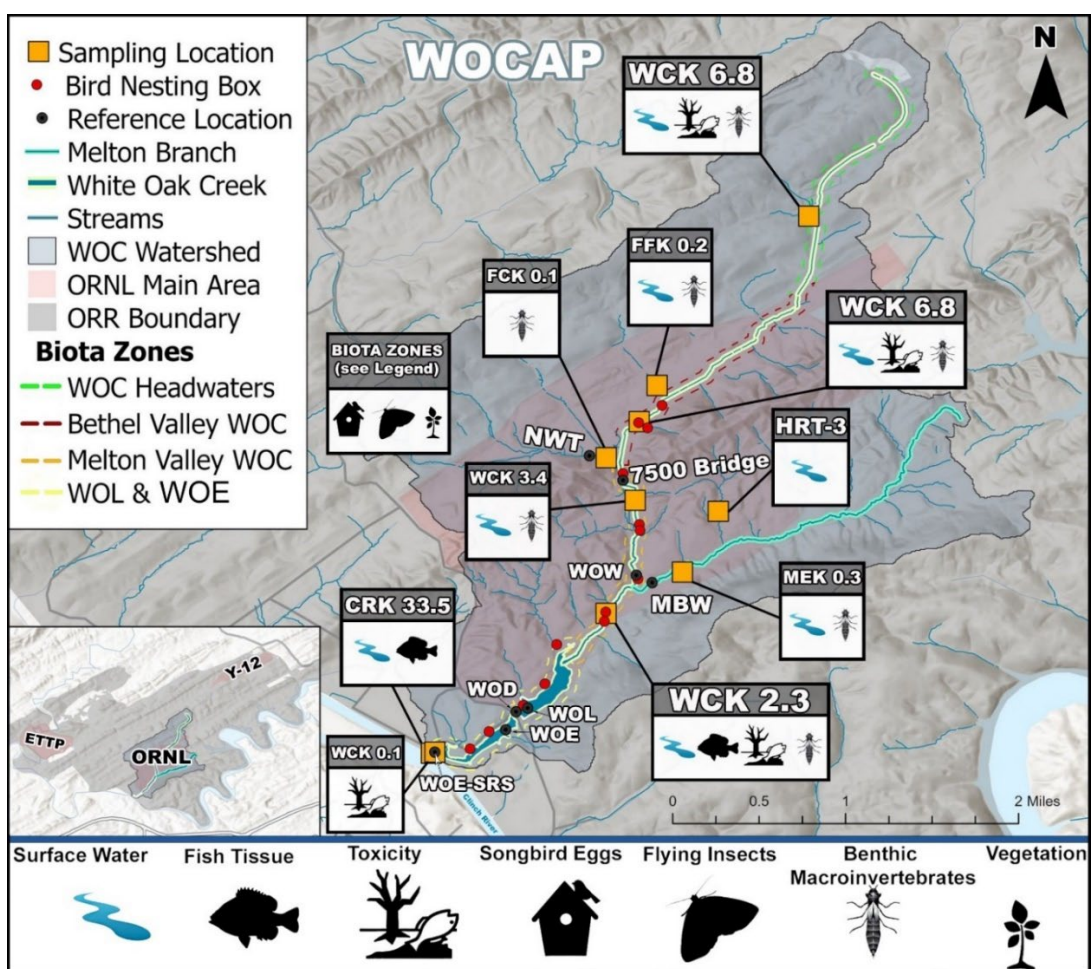 Sampling Location
Bird Nesting Box
Reference Location
Melton Branch
White Oak Creek
Streams
WOC Watershed
ORNL Main Area
ORR Boundary
Biota Zones
WOC Headwaters
Bethel Valley WOC
Melton Valley WOC
WOL & WOE
WOCAP
N
WCK 6.8
FFK 0.2
FCK 0.1
WCK 6.8
BIOTA ZONES
(see Legend)
HRT-3
NWT
7500 Bridge
WCK 3.4
WOW
MBW
MEK 0.3
CRK 33.5
WOD
WOL
WOE
WCK 2.3
WCK 0.1
WOE-SRS
Clinch River
Y-12
ETTP
ORNL
0 0.5 1 2 Miles
Surface Water
Fish Tissue
Toxicity
Songbird Eggs
Flying Insects
Benthic
Macroinvertebrates
Vegetation